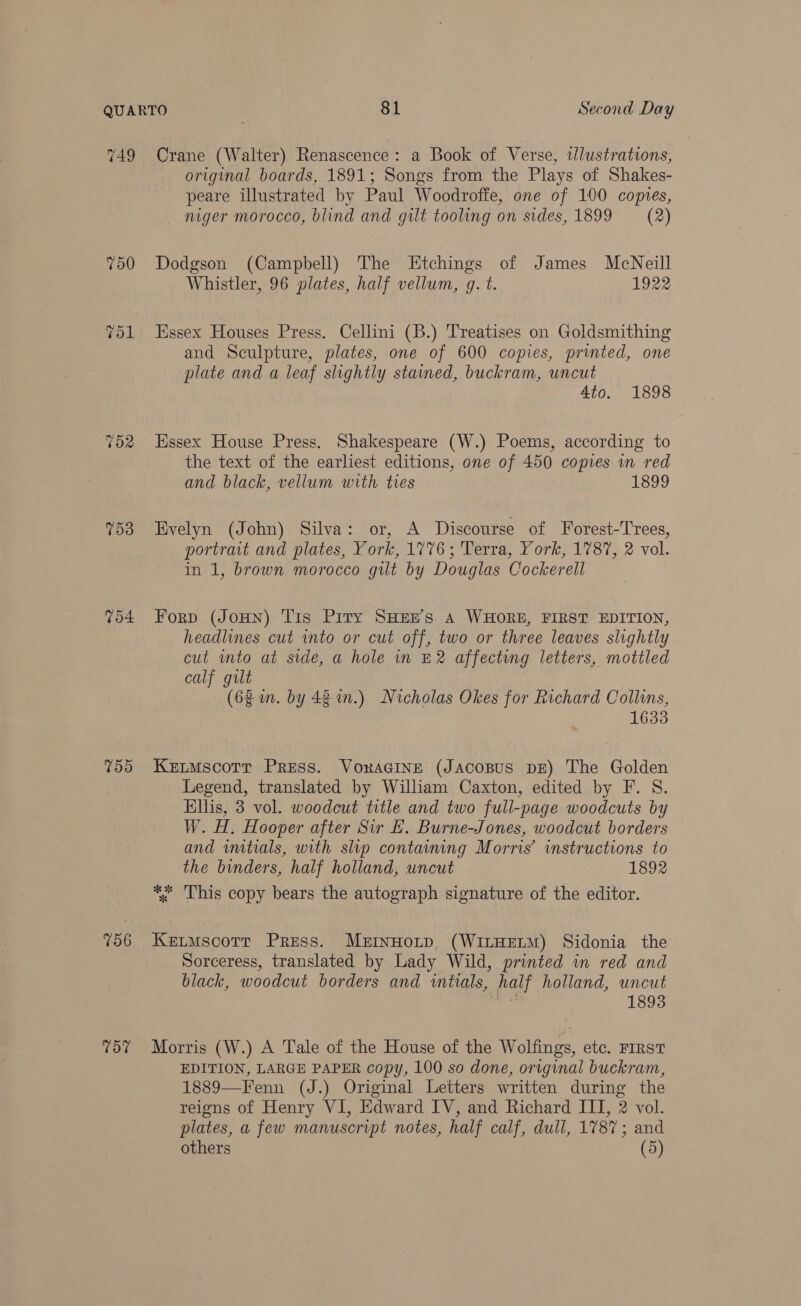 QUARTO 81 Second Day
749 Crane (Walter) Renascence: a Book of Verse, illustrations,
original boards, 1891; Songs from the Plays of Shakes-
peare illustrated by Paul Woodroffe, one of 100 copies,
niger morocco, blind and gilt tooling on sides, 1899 (2)
750 Dodgson (Campbell) The Etchings of James McNeill
Whistler, 96 plates, half vellum, g. t. 1922
751 Essex Houses Press. Cellini (B.) Treatises on Goldsmithing
and Sculpture, plates, one of 600 copies, printed, one
plate and a leaf slightly stained, buckram, uncut
4to. 1898
752 Essex House Press. Shakespeare (W.) Poems, according to
the text of the earliest editions, one of 450 copies in red
and black, vellum with ties 1899
753 Evelyn (John) Silva: or, A Discourse of Forest-Trees,
portrait and plates, York, 1776; Terra, York, 1787, 2 vol.
in 1, brown morocco gilt by Douglas Cockerell
754 FORD (JOHN) TIS PITY SHEE'S A WHORE, FIRST EDITION,
headlines cut into or cut off, two or three leaves slightly
cut into at side, a hole in E2 affecting letters, mottled
calf gilt
(6⅝ in. by 4⅝ in.) Nicholas Okes for Richard Collins,
1633
755 KELMSCOTT PRESS. VORAGINE (JACOBUS DE) The Golden
Legend, translated by William Caxton, edited by F. S.
Ellis, 3 vol. woodcut title and two full-page woodcuts by
W. H. Hooper after Sir E. Burne-Jones, woodcut borders
and initials, with slip containing Morris' instructions to
the binders, half holland, uncut 1892
*** This copy bears the autograph signature of the editor.
756 KELMSCOTT PRESS. MEINHOLD (WILHELM) Sidonia the
Sorceress, translated by Lady Wild, printed in red and
black, woodcut borders and intials, half holland, uncut
1893
757 Morris (W.) A Tale of the House of the Wolfings, etc. FIRST
EDITION, LARGE PAPER copy, 100 so done, original buckram,
1889—Fenn (J.) Original Letters written during the
reigns of Henry VI, Edward IV, and Richard III, 2 vol.
plates, a few manuscript notes, half calf, dull, 1787; and
others (5)